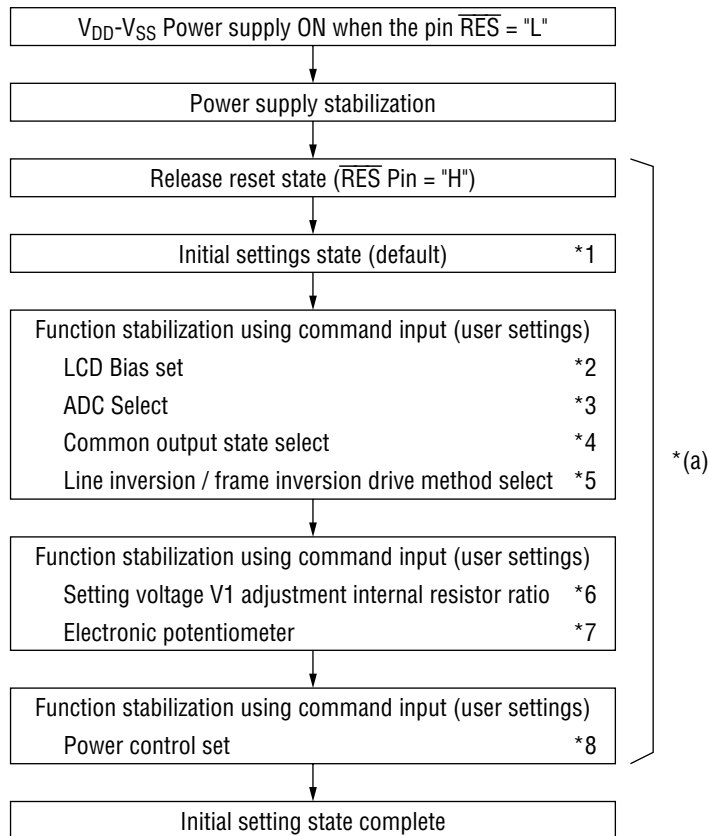 VDD-VSS Power supply ON when the pin R̅E̅S̅ = "L"
Power supply stabilization
Release reset state (R̅E̅S̅ Pin = "H")
Initial settings state (default) *1
Function stabilization using command input (user settings)
LCD Bias set *2
ADC Select *3
Common output state select *4
Line inversion / frame inversion drive method select *5
*(a)
Function stabilization using command input (user settings)
Setting voltage V1 adjustment internal resistor ratio *6
Electronic potentiometer *7
Function stabilization using command input (user settings)
Power control set *8
Initial setting state complete